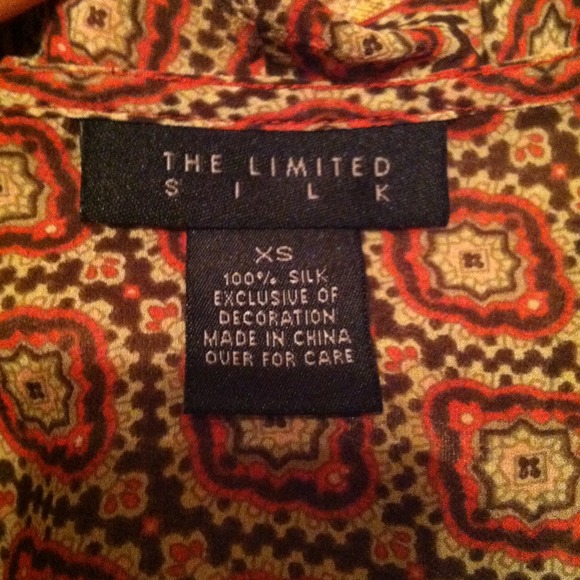 THE LIMITED
SILK
XS
100% SILK
EXCLUSIVE OF
DECORATION
MADE IN CHINA
OVER FOR CARE